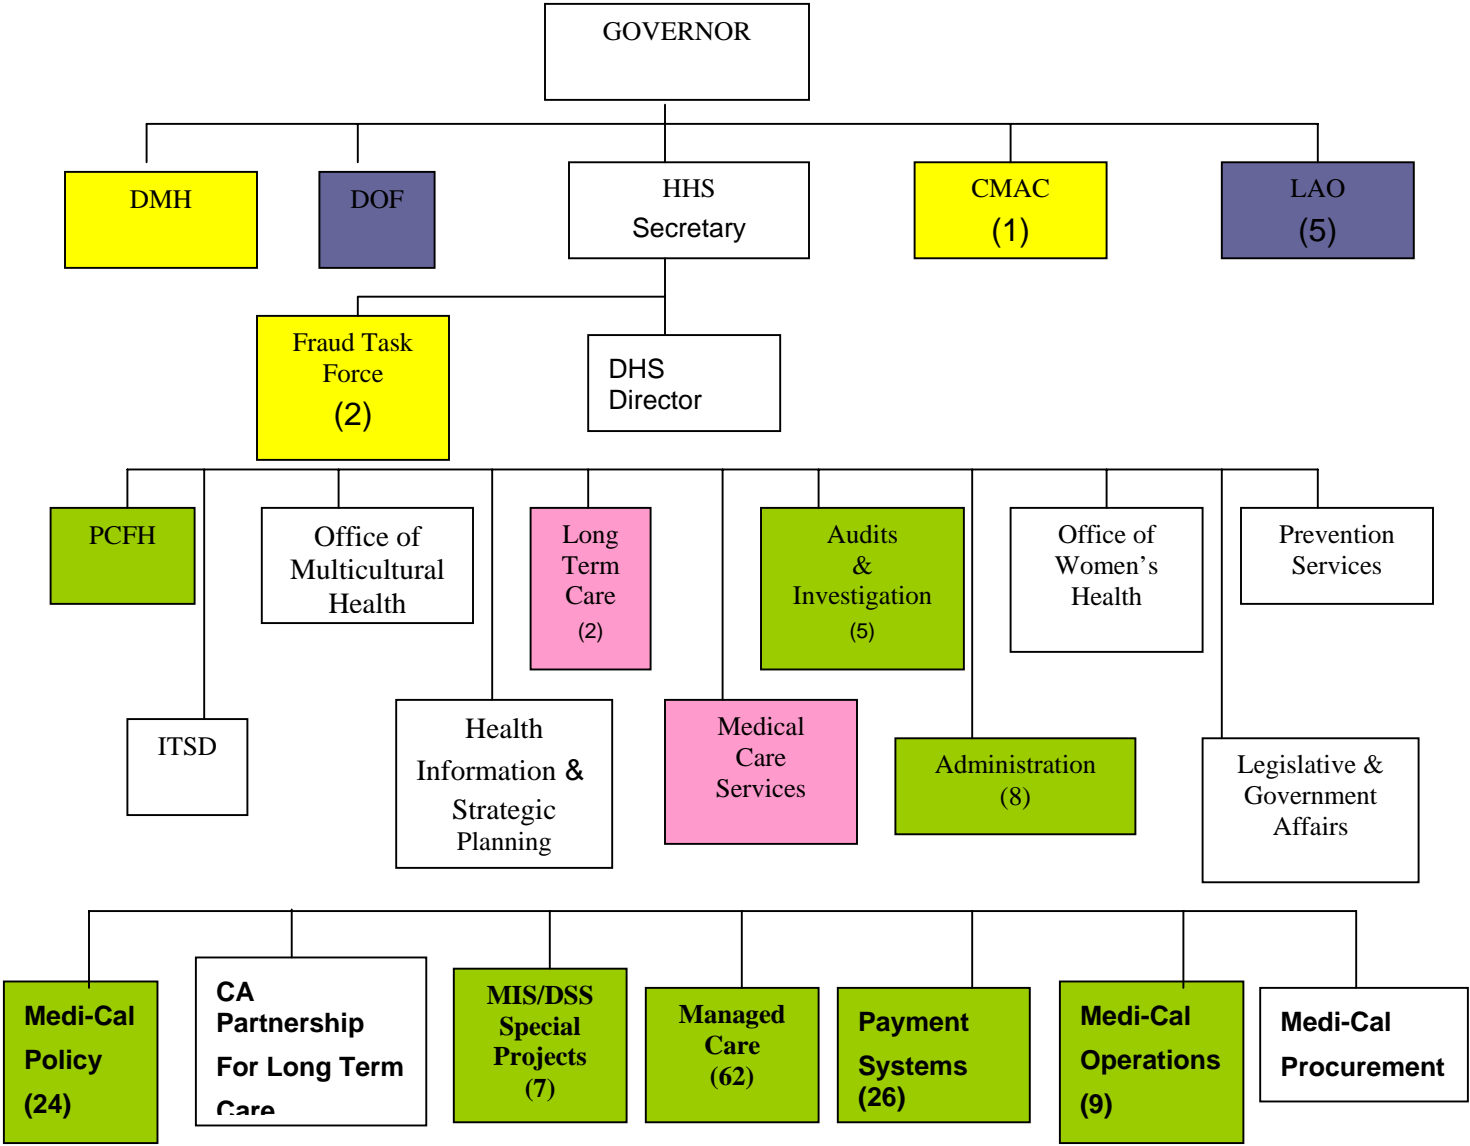 GOVERNOR
DMH
DOF
HHS
Secretary
CMAC
(1)
LAO
(5)
Fraud Task
Force
(2)
DHS
Director
PCFH
Office of
Multicultural
Health
Long
Term
Care
(2)
Audits
&
Investigation
(5)
Office of
Women's
Health
Prevention
Services
ITSD
Health
Information &
Strategic
Planning
Medical
Care
Services
Administration
(8)
Legislative &
Government
Affairs
Medi-Cal
Policy
(24)
CA
Partnership
For Long Term
Care
MIS/DSS
Special
Projects
(7)
Managed
Care
(62)
Payment
Systems
(26)
Medi-Cal
Operations
(9)
Medi-Cal
Procurement